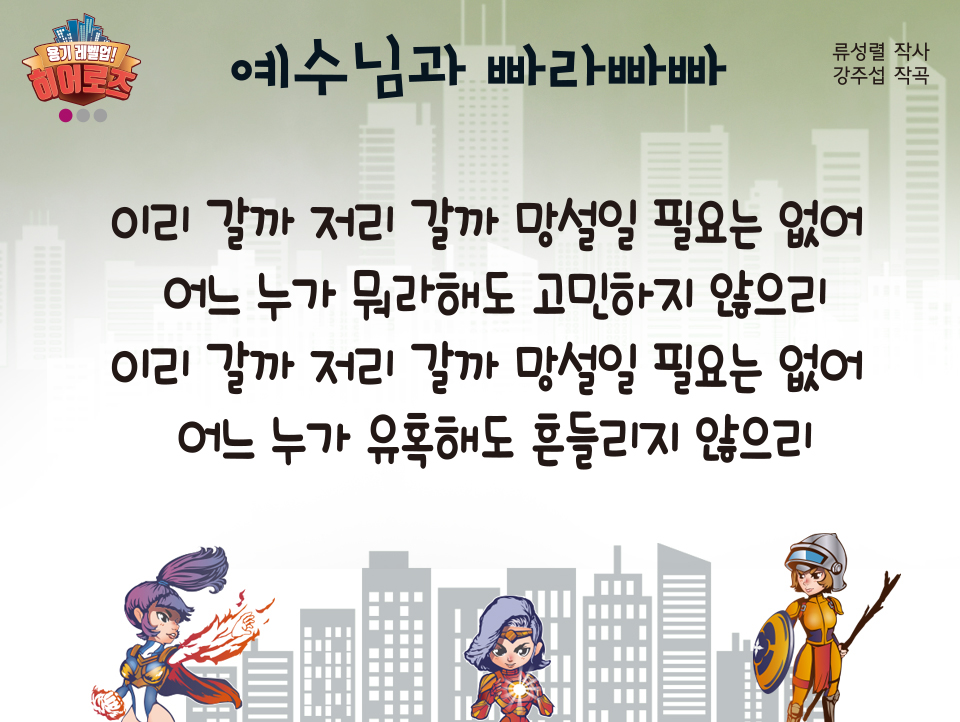 용기 레벨업!
히어로즈
예수님과 빠라빠빠
류성렬 작사
강주섭 작곡
이리 갈까 저리 갈까 망설일 필요는 없어
어느 누가 뭐라해도 고민하지 않으리
이리 갈까 저리 갈까 망설일 필요는 없어
어느 누가 유혹해도 흔들리지 않으리